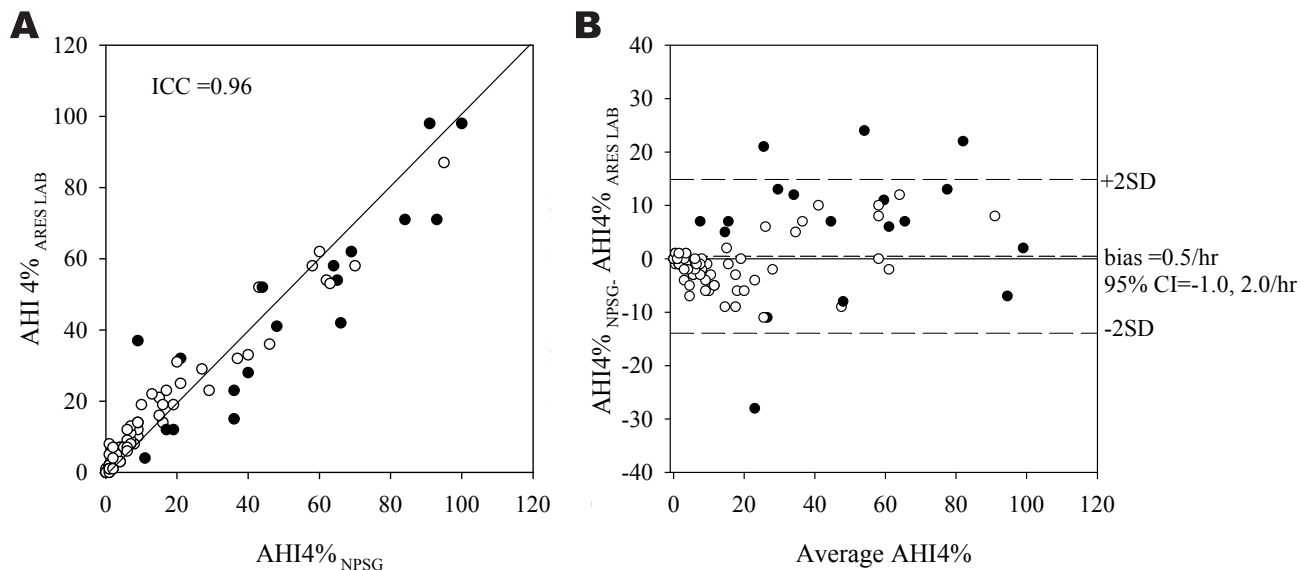 A
B
120
100
80
60
40
20
0
ICC =0.96
AHI 4% ARES LAB
0 20 40 60 80 100 120
AHI4% NPSG
40
30
20
10
0
-10
-20
-30
-40
AHI4% NPSG- AHI4% ARES LAB
+2SD
bias =0.5/hr
95% CI=-1.0, 2.0/hr
-2SD
0 20 40 60 80 100 120
Average AHI4%